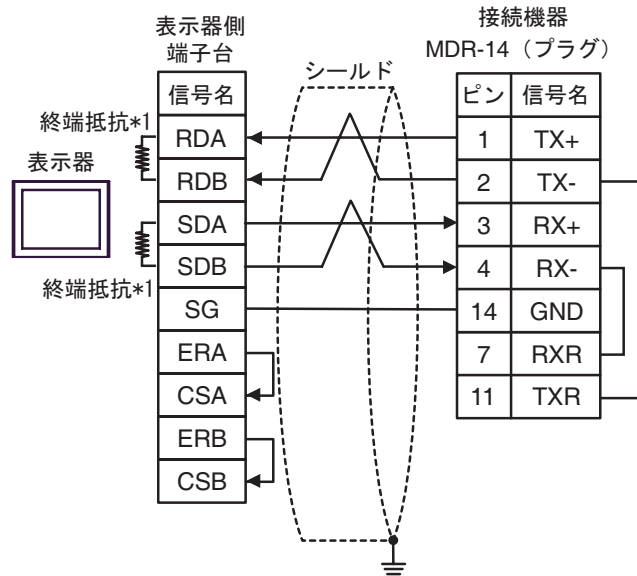 表示器側
端子台
接続機器
MDR-14（プラグ）
シールド
信号名
ピン 信号名
終端抵抗*1
表示器
終端抵抗*1
RDA
RDB
SDA
SDB
SG
ERA
CSA
ERB
CSB
1 TX+
2 TX-
3 RX+
4 RX-
14 GND
7 RXR
11 TXR